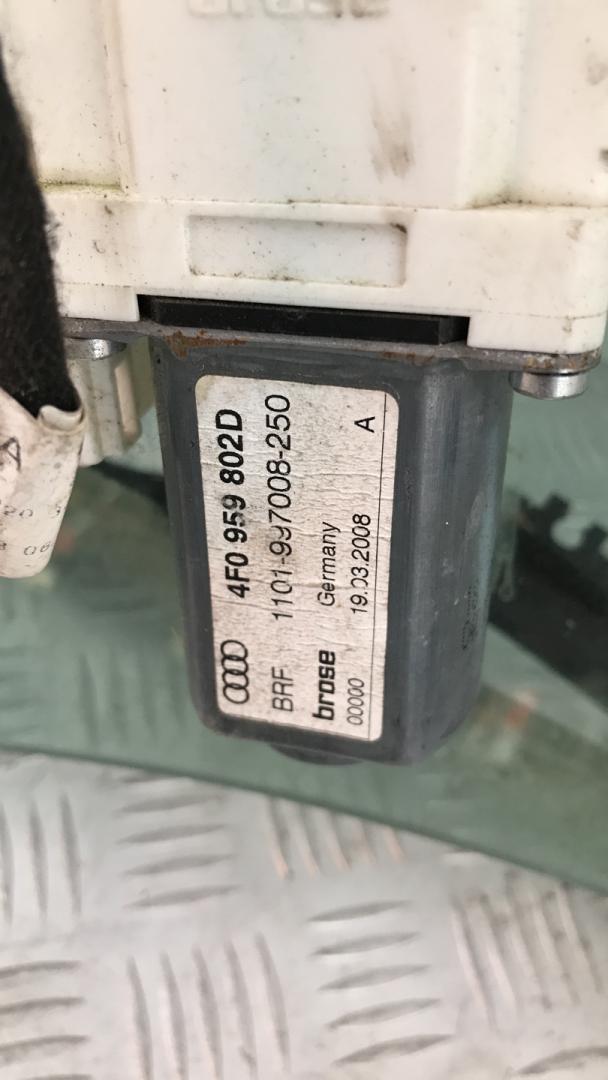 4F0 959 802D
BRF 1101-997008-250
brose Germany
00000 19.03.2008 A